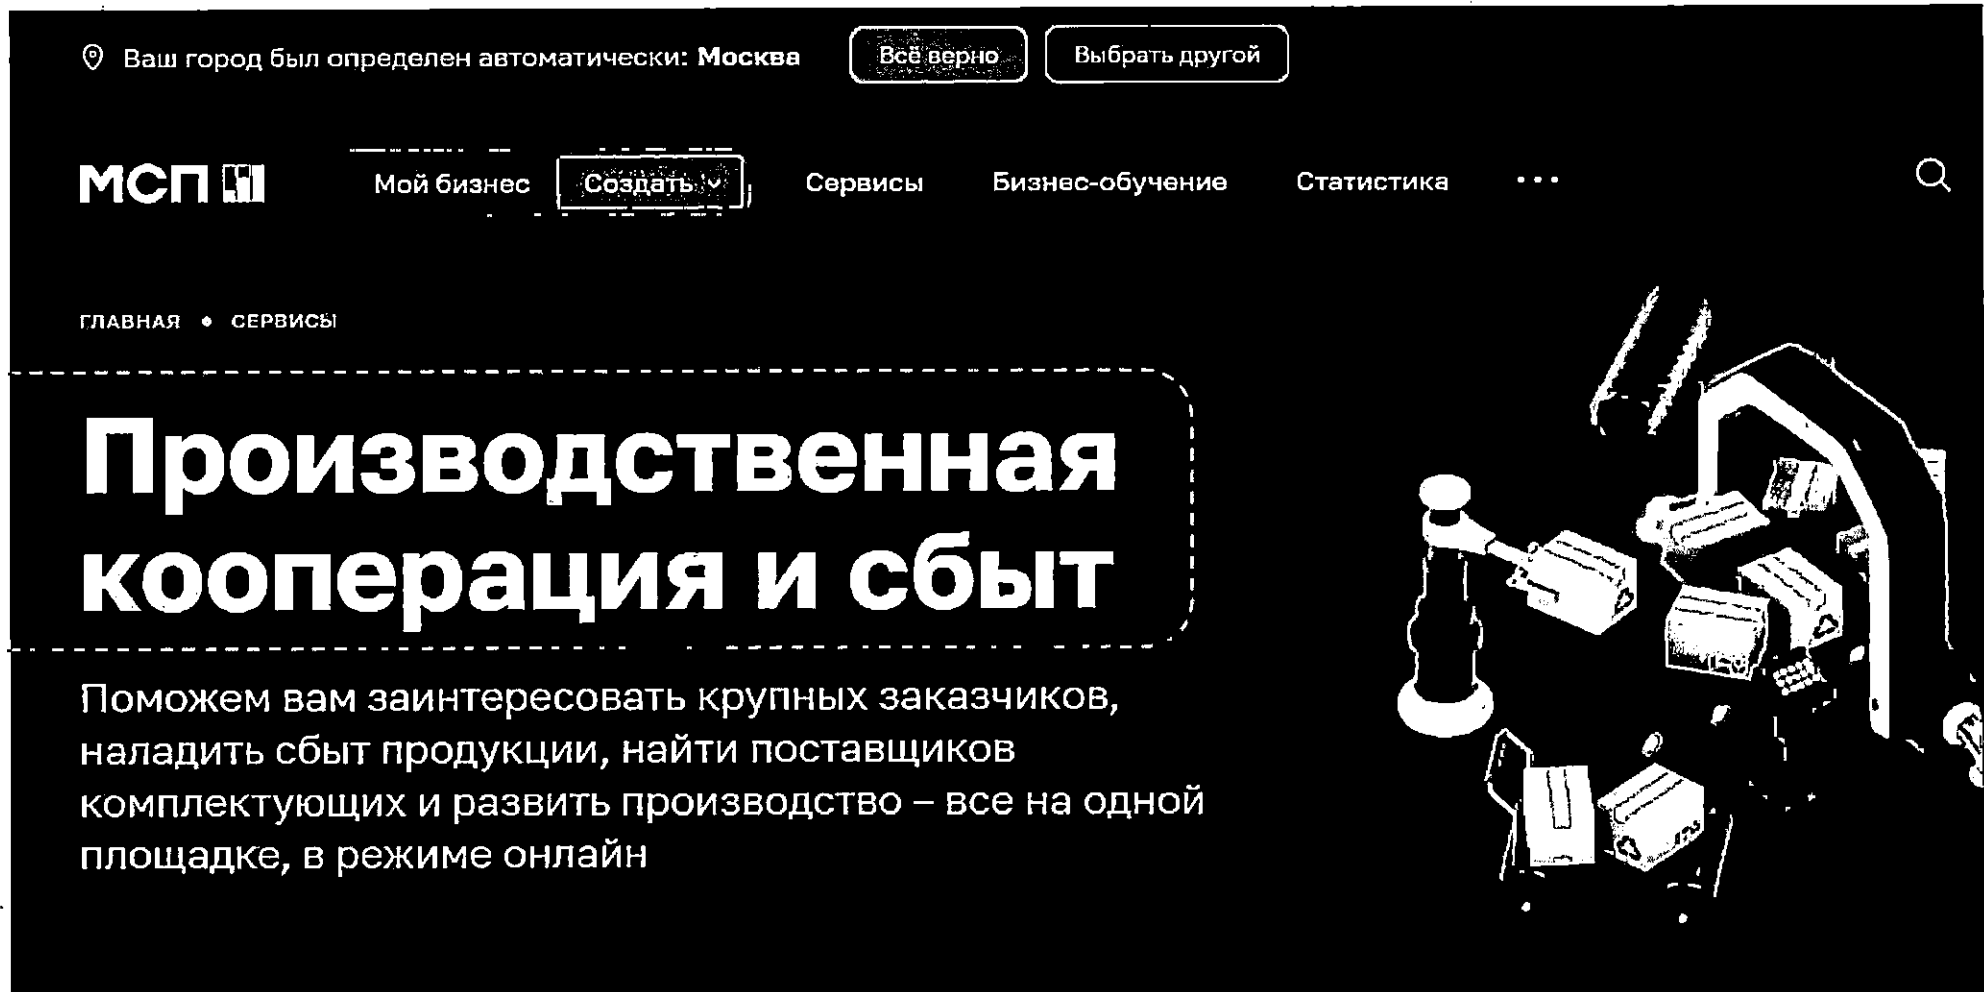 Ваш город был определен автоматически: Москва Всё верно Выбрать другой
МСП Мой бизнес Создать Сервисы Бизнес-обучение Статистика ...
ГЛАВНАЯ • СЕРВИСЫ
Производственная
кооперация и сбыт
Поможем вам заинтересовать крупных заказчиков,
наладить сбыт продукции, найти поставщиков
комплектующих и развить производство – все на одной
площадке, в режиме онлайн